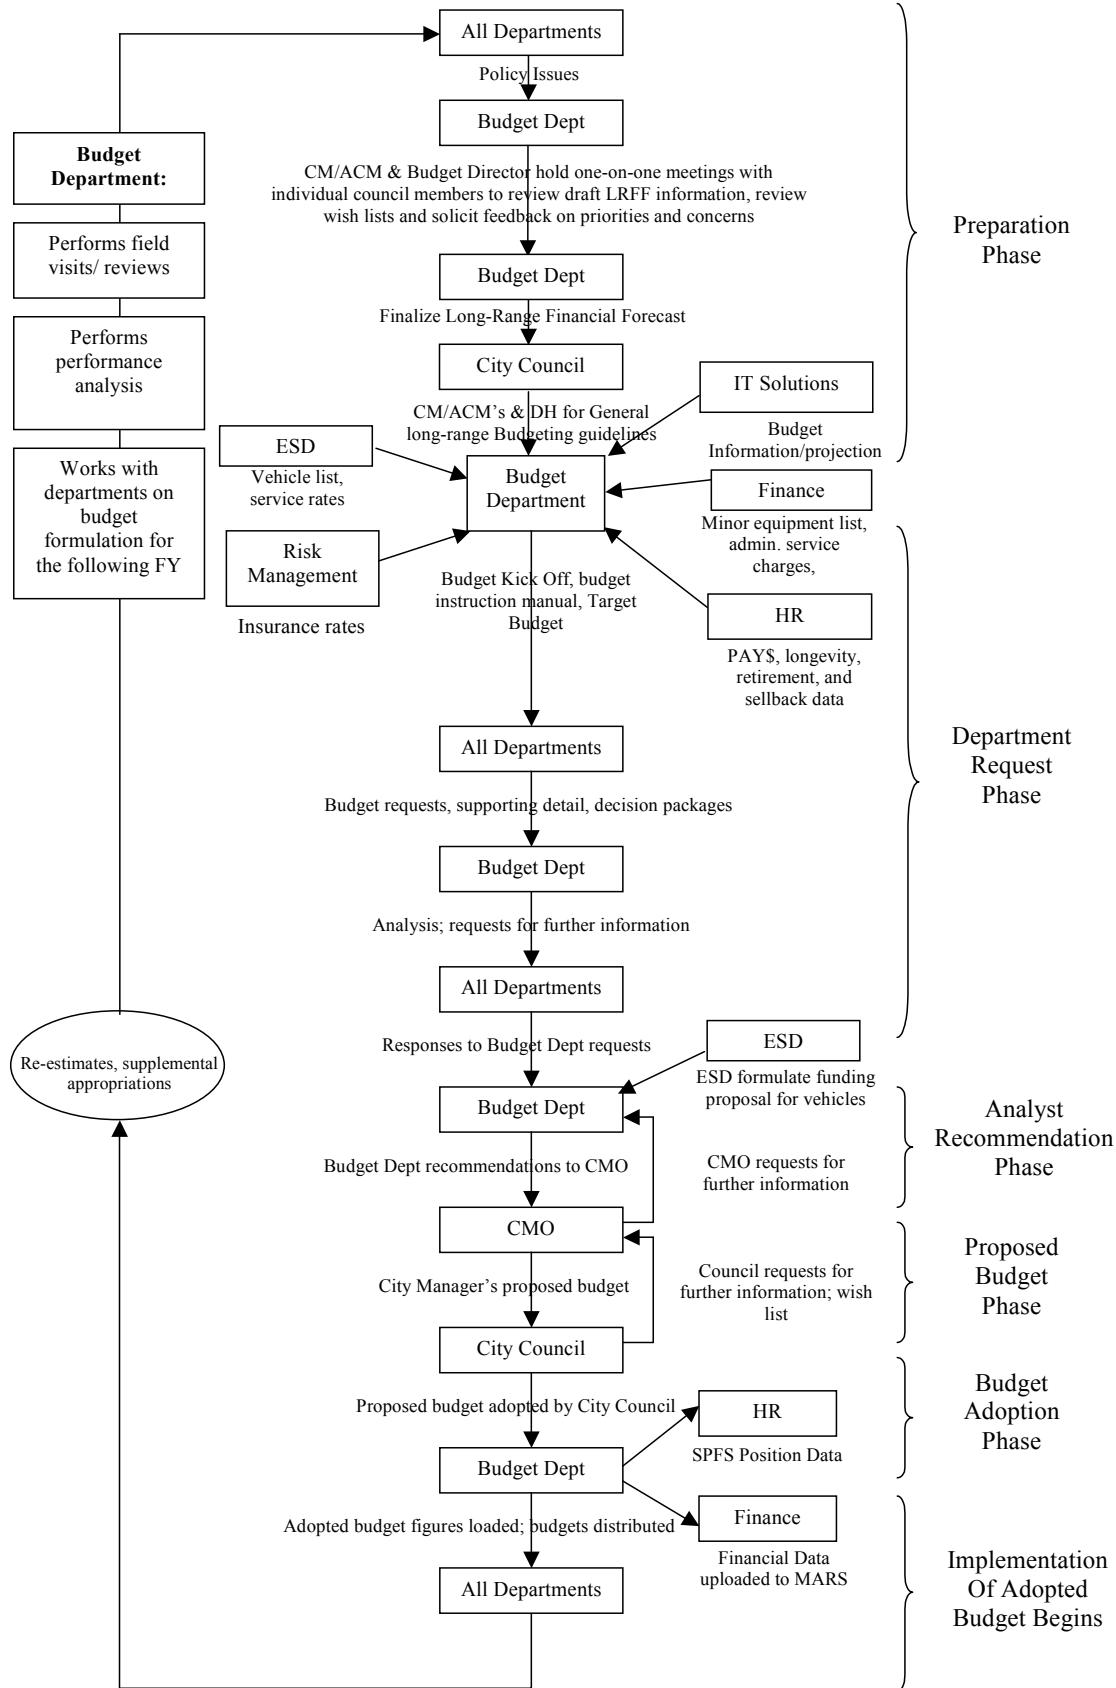 All Departments
Policy Issues
Budget Dept
Budget
Department:
CM/ACM & Budget Director hold one-on-one meetings with
individual council members to review draft LRFF information, review
wish lists and solicit feedback on priorities and concerns
Performs field
visits/ reviews
Preparation
Phase
Budget Dept
Finalize Long-Range Financial Forecast
Performs
performance
analysis
City Council
IT Solutions
CM/ACM's & DH for General
long-range Budgeting guidelines
Budget
Information/projection
ESD
Vehicle list,
service rates
Works with
departments on
budget
formulation for
the following FY
Budget
Department
Finance
Minor equipment list,
admin. service
charges,
Risk
Management
Insurance rates
Budget Kick Off, budget
instruction manual, Target
Budget
HR
PAY$, longevity,
retirement, and
sellback data
All Departments
Department
Request
Phase
Budget requests, supporting detail, decision packages
Budget Dept
Analysis; requests for further information
All Departments
Responses to Budget Dept requests
ESD
ESD formulate funding
proposal for vehicles
Re-estimates, supplemental
appropriations
Budget Dept
Analyst
Recommendation
Phase
Budget Dept recommendations to CMO
CMO requests for
further information
CMO
City Manager's proposed budget
Council requests for
further information; wish
list
Proposed
Budget
Phase
City Council
Proposed budget adopted by City Council
HR
SPFS Position Data
Budget
Adoption
Phase
Budget Dept
Adopted budget figures loaded; budgets distributed
Finance
Financial Data
uploaded to MARS
All Departments
Implementation
Of Adopted
Budget Begins